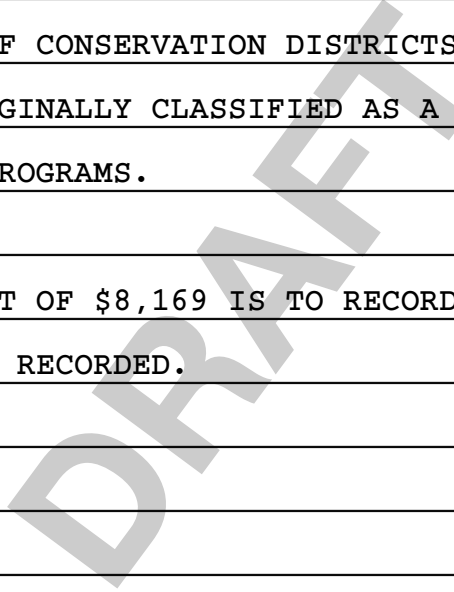 F CONSERVATION DISTRICTS
GINALLY CLASSIFIED AS A
ROGRAMS.
T OF $8,169 IS TO RECORD
RECORDED.
DRAFT